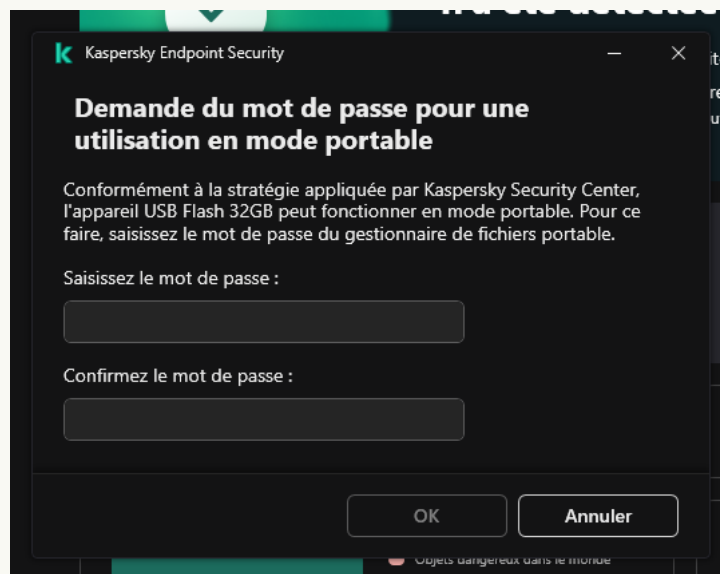 Kaspersky Endpoint Security
Demande du mot de passe pour une
utilisation en mode portable
Conformément à la stratégie appliquée par Kaspersky Security Center,
l'appareil USB Flash 32GB peut fonctionner en mode portable. Pour ce
faire, saisissez le mot de passe du gestionnaire de fichiers portable.
Saisissez le mot de passe :
Confirmez le mot de passe :
OK
Annuler
Objets dangereux dans le monde